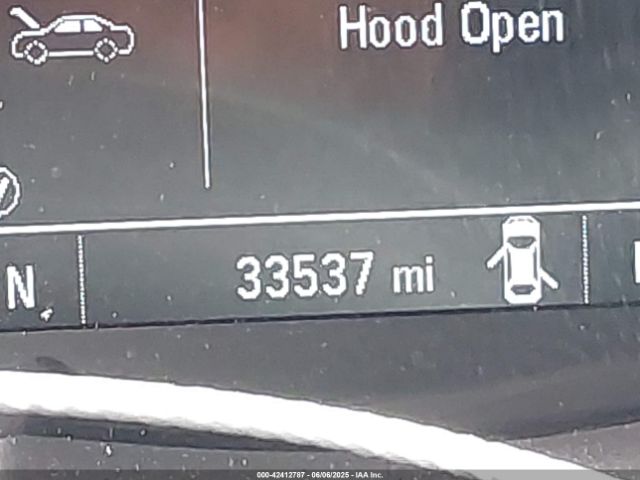 Hood Open
N
33537 mi
000-42412787 - 06/06/2025 - IAA Inc.